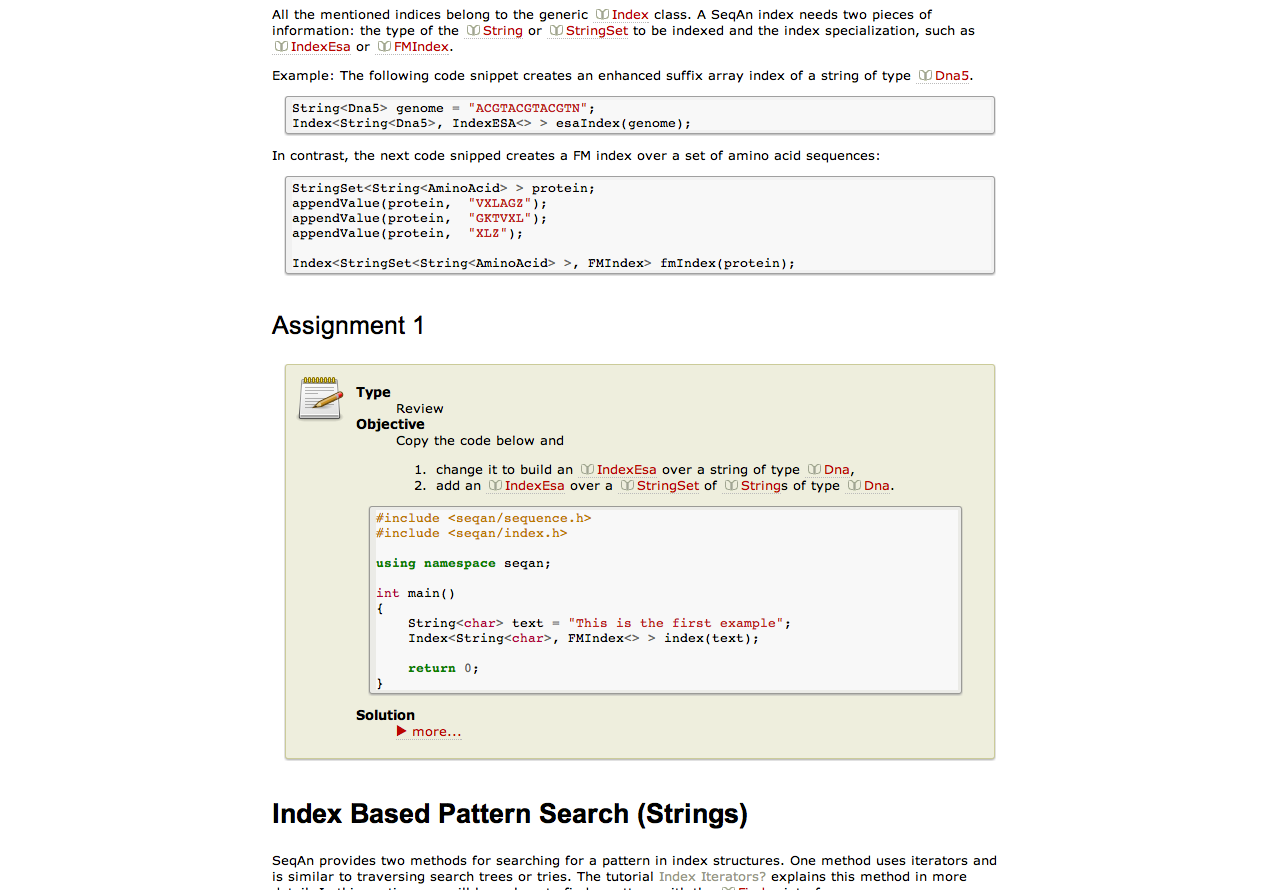 All the mentioned indices belong to the generic Index class. A SeqAn index needs two pieces of
information: the type of the String or StringSet to be indexed and the index specialization, such as
IndexEsa or FMIndex.
Example: The following code snippet creates an enhanced suffix array index of a string of type Dna5.
String<Dna5> genome = "ACGTACGTACGTN";
Index<String<Dna5>, IndexESA<> > esaIndex(genome);
In contrast, the next code snipped creates a FM index over a set of amino acid sequences:
StringSet<String<AminoAcid> > protein;
appendValue(protein,  "VXLAGZ");
appendValue(protein,  "GKTVXL");
appendValue(protein,  "XLZ");
Index<StringSet<String<AminoAcid> >, FMIndex> fmIndex(protein);
Assignment 1
Type
Review
Objective
Copy the code below and
1. change it to build an IndexEsa over a string of type Dna,
2. add an IndexEsa over a StringSet of Strings of type Dna.
#include <seqan/sequence.h>
#include <seqan/index.h>
using namespace seqan;
int main()
{
    String<char> text = "This is the first example";
    Index<String<char>, FMIndex<> > index(text);
    return 0;
}
Solution
more...
Index Based Pattern Search (Strings)
SeqAn provides two methods for searching for a pattern in index structures. One method uses iterators and
is similar to traversing search trees or tries. The tutorial Index Iterators? explains this method in more